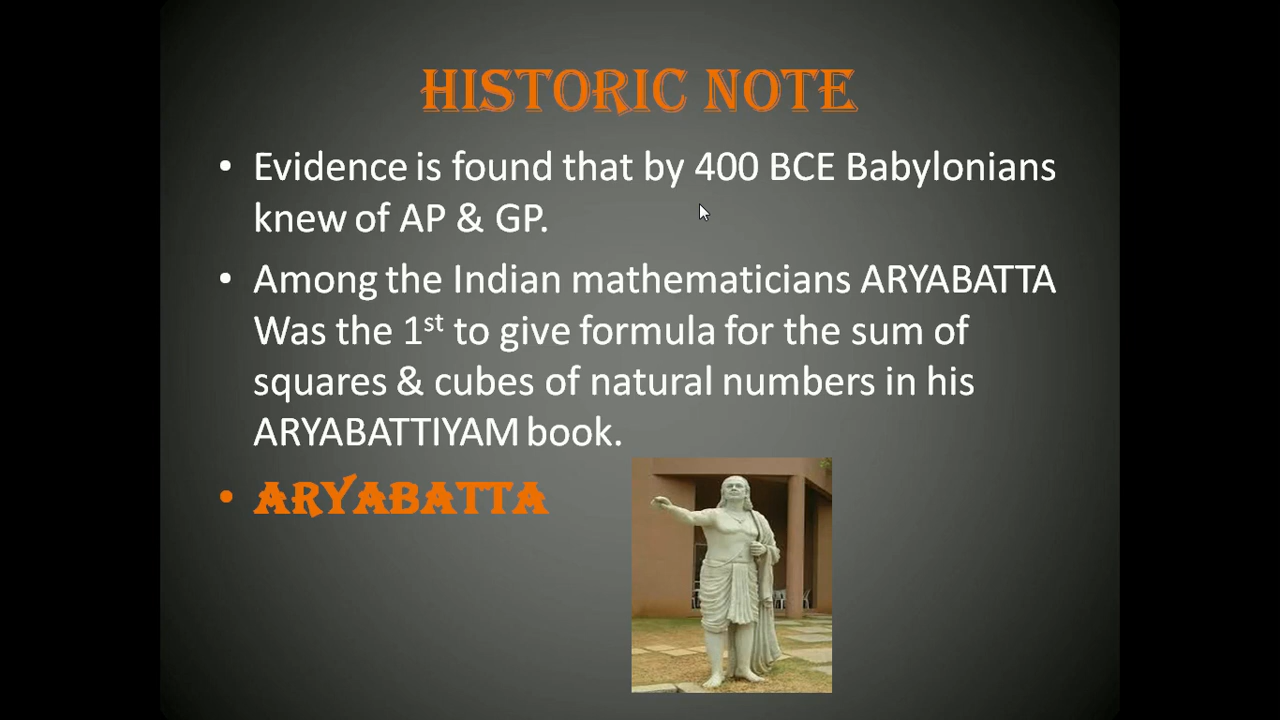 HISTORIC NOTE
• Evidence is found that by 400 BCE Babylonians
knew of AP & GP.
• Among the Indian mathematicians ARYABATTA
Was the 1st to give formula for the sum of
squares & cubes of natural numbers in his
ARYABATTIYAM book.
• ARYABATTA